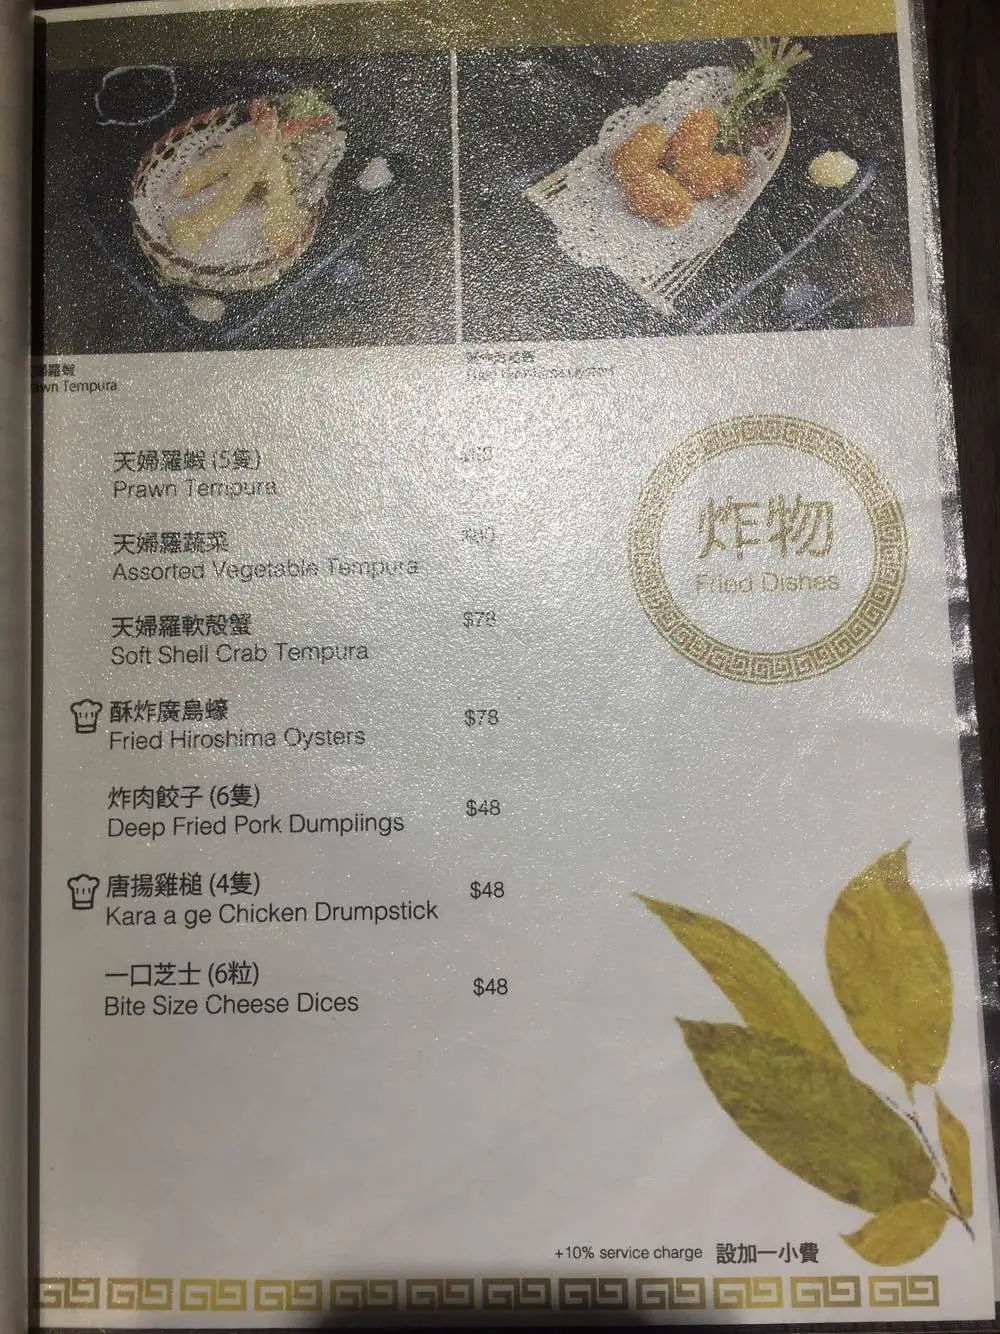 婦羅蝦
awn Tempura
天婦羅蝦 (5隻)
Prawn Tempura
天婦羅蔬菜
Assorted Vegetable Tempura
天婦羅軟殼蟹
Soft Shell Crab Tempura
$78
酥炸廣島蠔
Fried Hiroshima Oysters
$78
炸肉餃子 (6隻)
Deep Fried Pork Dumpiings
$48
唐揚雞槌 (4隻)
Kara a ge Chicken Drumpstick
$48
一口芝士 (6粒)
Bite Size Cheese Dices
$48
炸物
Fried Dishes
+10% service charge 設加一小費